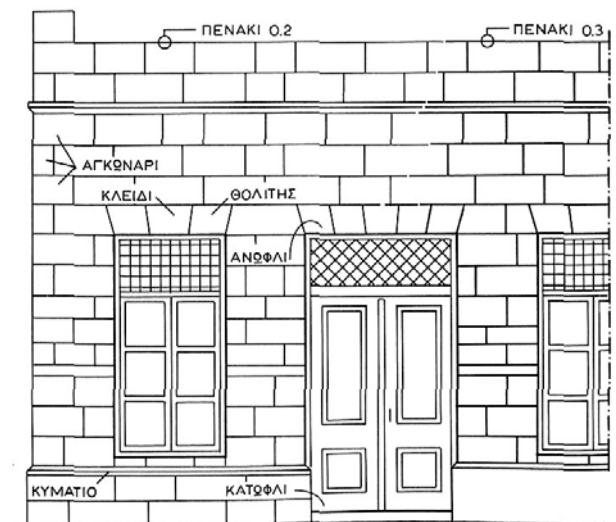 ΠΕΝΑΚΙ 0.2
ΠΕΝΑΚΙ 0.3
ΑΓΚΩΝΑΡΙ
ΚΛΕΙΔΙ
ΘΟΛΙΤΗΣ
ΑΝΩΦΛΙ
ΚΥΜΑΤΙΟ
ΚΑΤΩΦΛΙ